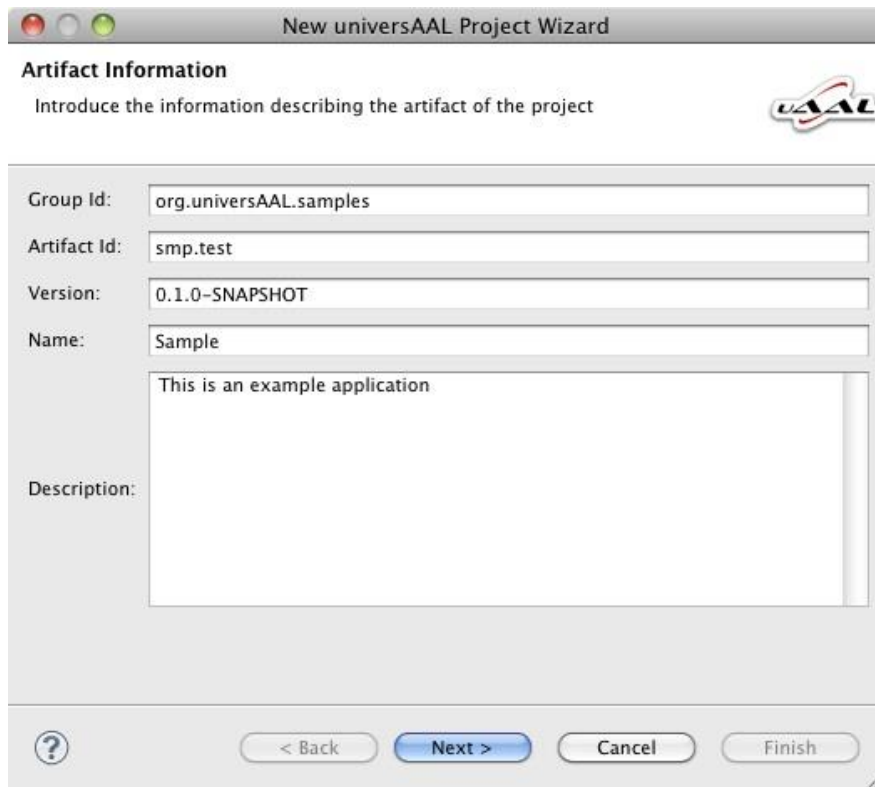 New universAAL Project Wizard
Artifact Information
Introduce the information describing the artifact of the project
uAAL
Group Id: org.universAAL.samples
Artifact Id: smp.test
Version: 0.1.0-SNAPSHOT
Name: Sample
Description: This is an example application
?
< Back Next > Cancel Finish